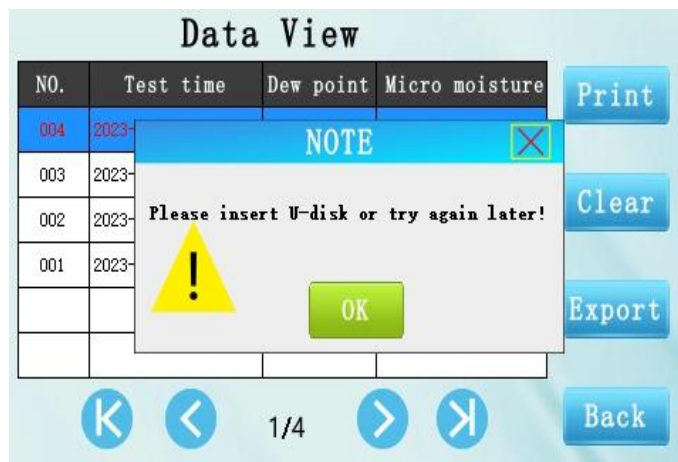 Data View
NO. Test time Dew point Micro moisture
Print
004 2023-
NOTE
003 2023-
Please insert U-disk or try again later!
Clear
002 2023-
001 2023-
!
OK
Export
1/4
Back